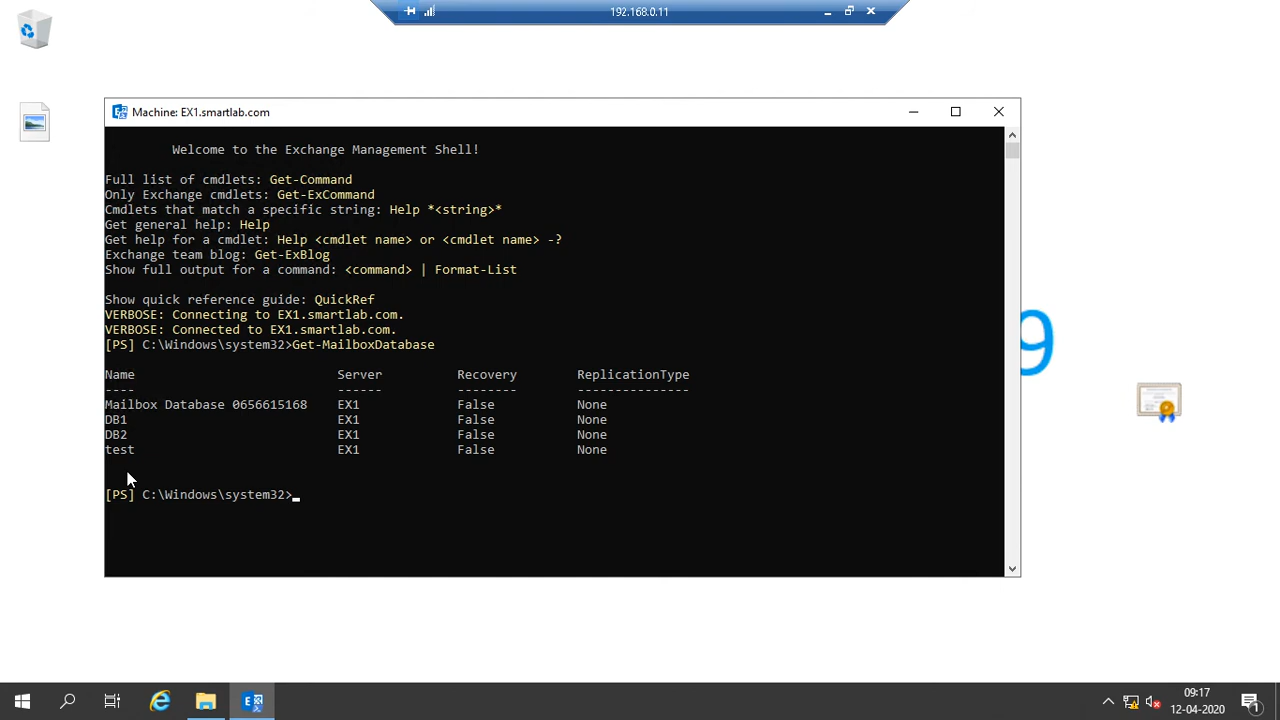 192.168.0.11
Machine: EX1.smartlab.com
Welcome to the Exchange Management Shell!
Full list of cmdlets: Get-Command
Only Exchange cmdlets: Get-ExCommand
Cmdlets that match a specific string: Help *<string>*
Get general help: Help
Get help for a cmdlet: Help <cmdlet name> or <cmdlet name> -?
Exchange team blog: Get-ExBlog
Show full output for a command: <command> | Format-List
Show quick reference guide: QuickRef
VERBOSE: Connecting to EX1.smartlab.com.
VERBOSE: Connected to EX1.smartlab.com.
[PS] C:\Windows\system32>Get-MailboxDatabase
Name Server Recovery ReplicationType
---- ------ -------- ---------------
Mailbox Database 0656615168 EX1 False None
DB1 EX1 False None
DB2 EX1 False None
test EX1 False None
[PS] C:\Windows\system32>
9
09:17
12-04-2020
1